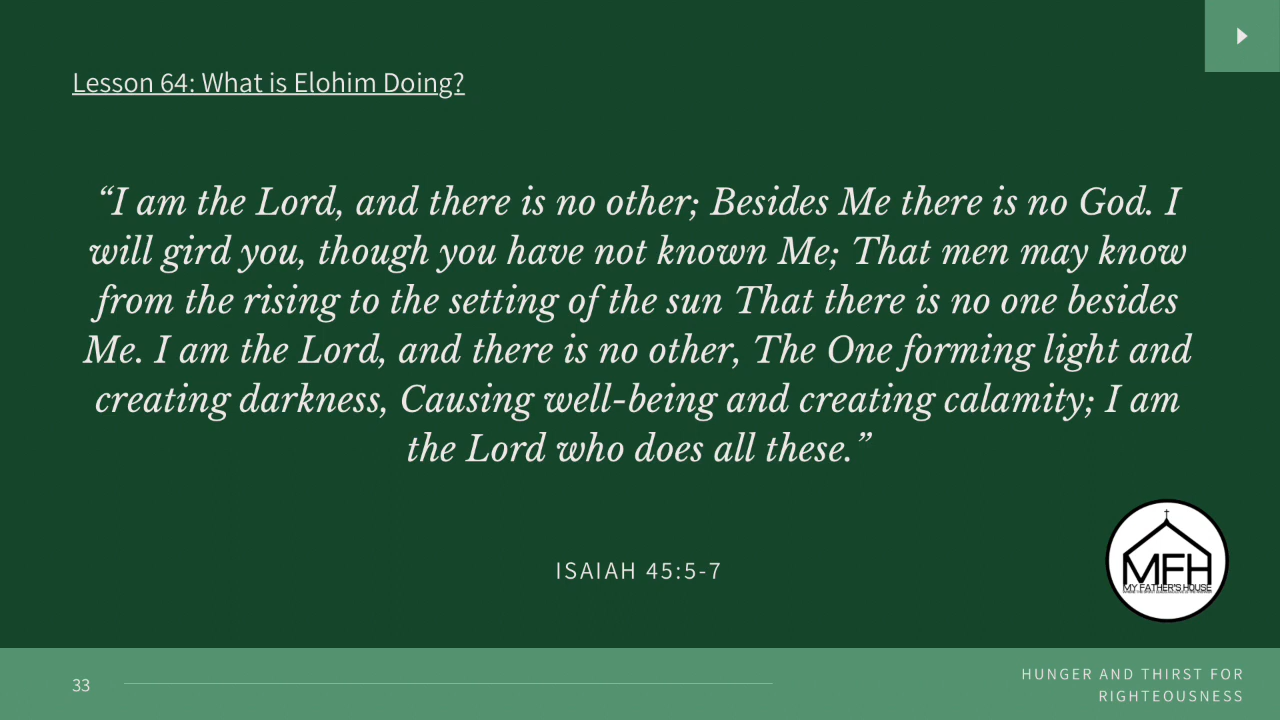 Lesson 64: What is Elohim Doing?
“I am the Lord, and there is no other; Besides Me there is no God. I
will gird you, though you have not known Me; That men may know
from the rising to the setting of the sun That there is no one besides
Me. I am the Lord, and there is no other, The One forming light and
creating darkness, Causing well-being and creating calamity; I am
the Lord who does all these.”
ISAIAH 45:5-7
MFH
MY FATHER'S HOUSE
33
HUNGER AND THIRST FOR
RIGHTEOUSNESS